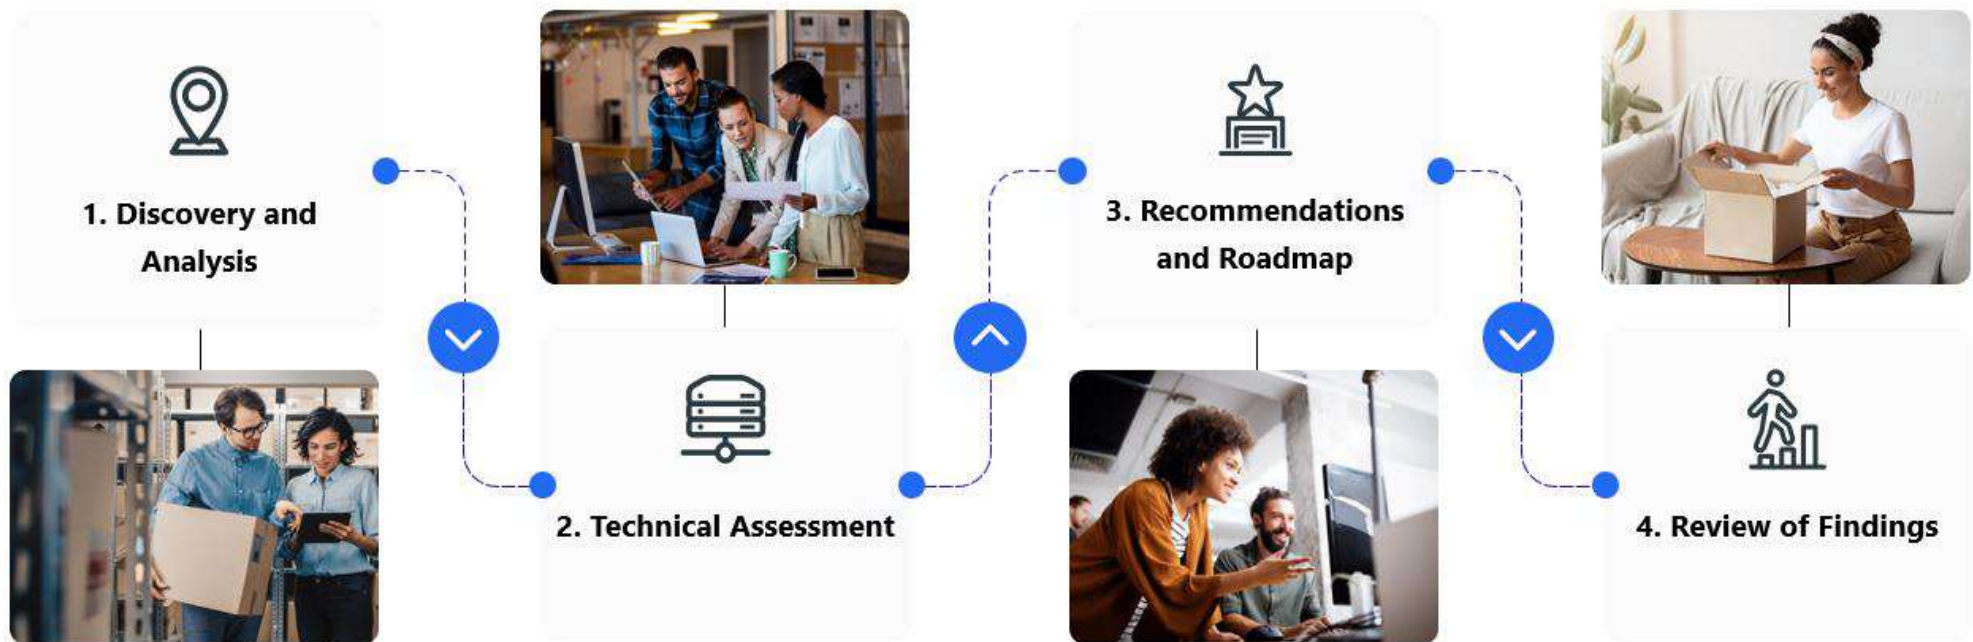 1. Discovery and
Analysis
2. Technical Assessment
3. Recommendations
and Roadmap
4. Review of Findings